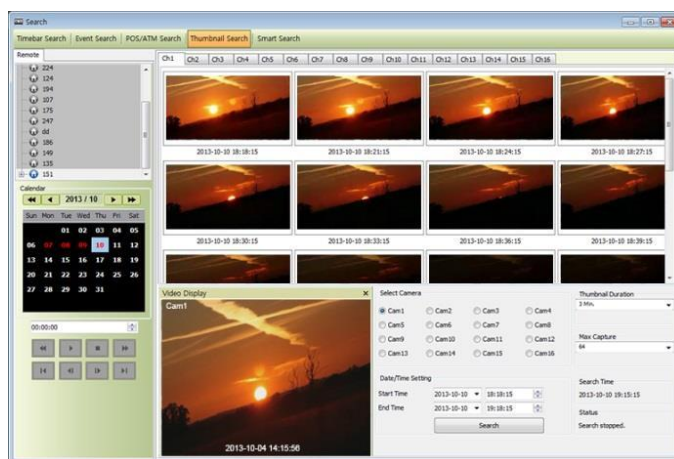 Search
Timebar Search Event Search POS/ATM Search Thumbnail Search Smart Search
Remote
224
124
194
107
175
247
dd
186
149
135
151
Calendar
2013 / 10
Sun Mon Tue Wed Thu Fri Sat
01 02 03 04 05
06 07 08 09 10 11 12
13 14 15 16 17 18 19
20 21 22 23 24 25 26
27 28 29 30 31
00:00:00
Ch1 Ch2 Ch3 Ch4 Ch5 Ch6 Ch7 Ch8 Ch9 Ch10 Ch11 Ch12 Ch13 Ch14 Ch15 Ch16
2013-10-10 18:18:15 2013-10-10 18:21:15 2013-10-10 18:24:15 2013-10-10 18:27:15
2013-10-10 18:30:15 2013-10-10 18:33:15 2013-10-10 18:36:15 2013-10-10 18:39:15
Video Display
Cam1
2013-10-04 14:15:56
Select Camera
Cam1 Cam2 Cam3 Cam4
Cam5 Cam6 Cam7 Cam8
Cam9 Cam10 Cam11 Cam12
Cam13 Cam14 Cam15 Cam16
Date/Time Setting
Start Time 2013-10-10 18:18:15
End Time 2013-10-10 19:18:15
Search
Thumbnail Duration
3 Min.
Max Capture
64
Search Time
2013-10-10 19:15:15
Status
Search stopped.